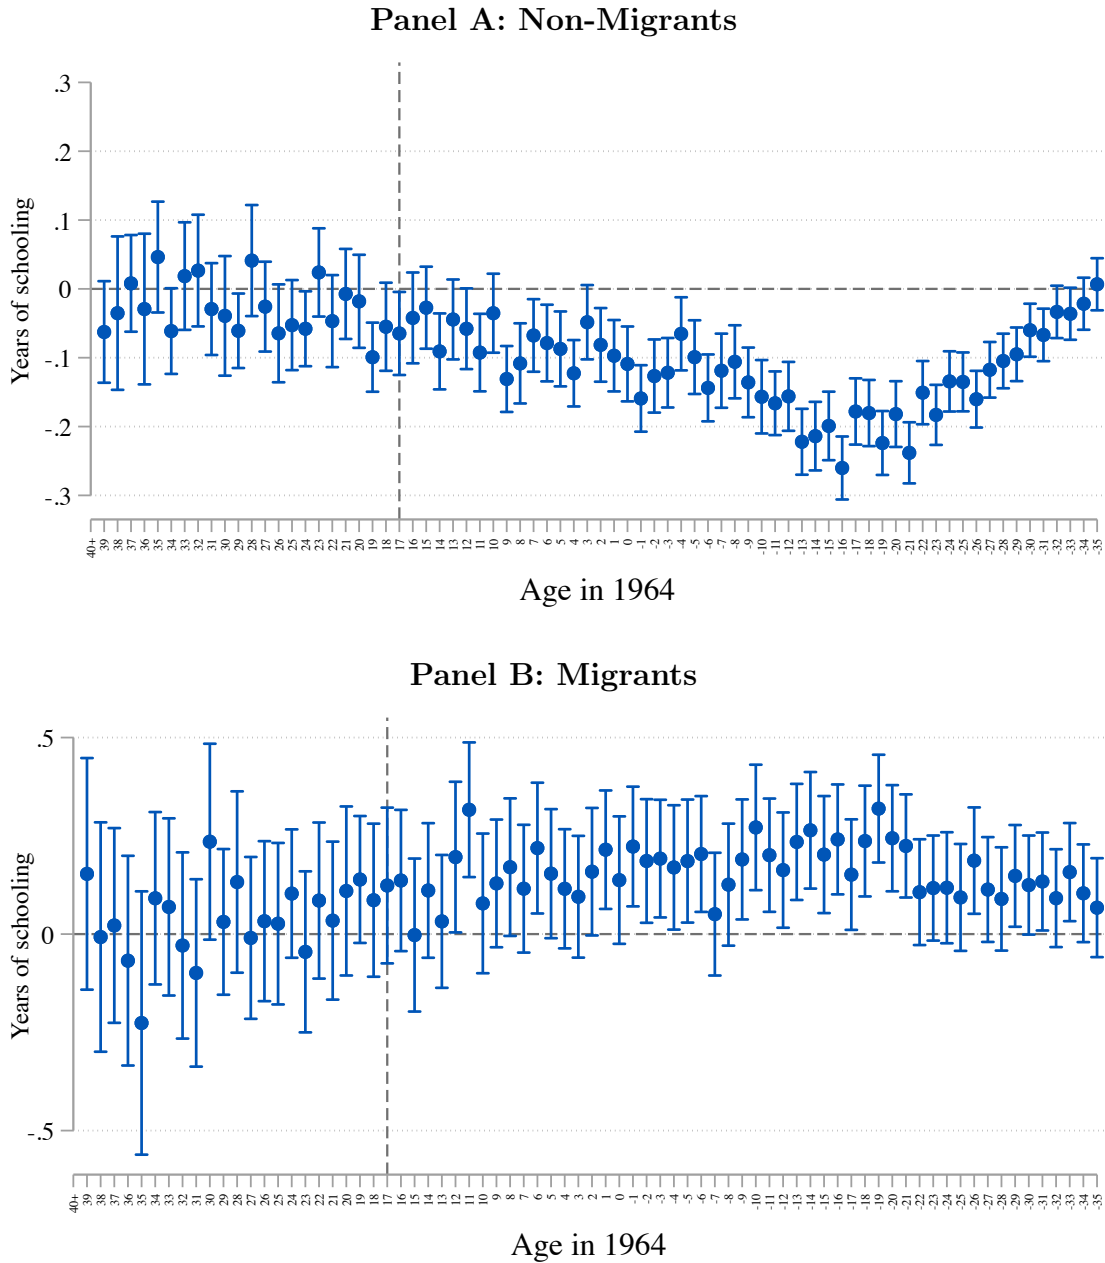 Panel A: Non-Migrants
Years of schooling
.3
.2
.1
0
-.1
-.2
-.3
40+ 39 38 37 36 35 34 33 32 31 30 29 28 27 26 25 24 23 22 21 20 19 18 17 16 15 14 13 12 11 10 9 8 7 6 5 4 3 2 1 0 -1 -2 -3 -4 -5 -6 -7 -8 -9 -10 -11 -12 -13 -14 -15 -16 -17 -18 -19 -20 -21 -22 -23 -24 -25 -26 -27 -28 -29 -30 -31 -32 -33 -34 -35
Age in 1964
Panel B: Migrants
Years of schooling
.5
0
-.5
40+ 39 38 37 36 35 34 33 32 31 30 29 28 27 26 25 24 23 22 21 20 19 18 17 16 15 14 13 12 11 10 9 8 7 6 5 4 3 2 1 0 -1 -2 -3 -4 -5 -6 -7 -8 -9 -10 -11 -12 -13 -14 -15 -16 -17 -18 -19 -20 -21 -22 -23 -24 -25 -26 -27 -28 -29 -30 -31 -32 -33 -34 -35
Age in 1964